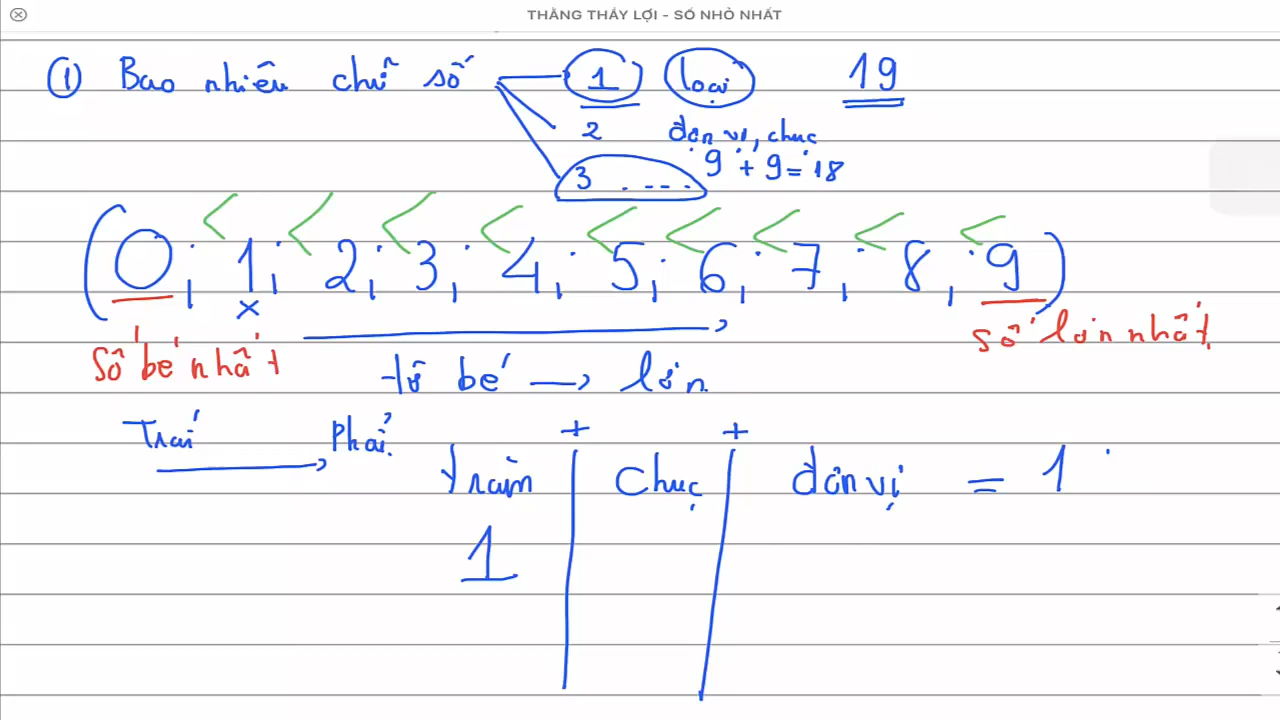 THẰNG THẦY LỢI - SỐ NHỎ NHẤT
① Bao nhiêu chữ số 1 loại 19
2 đơn vị, chục
3 .---. 9 + 9 = 18
< < < < < < < < <
(0; 1; 2; 3; 4; 5; 6; 7; 8; 9)
x
số bé nhất số lớn nhất.
từ bé → lớn
Trái Phải. + +
trăm chục đơn vị = 1
1